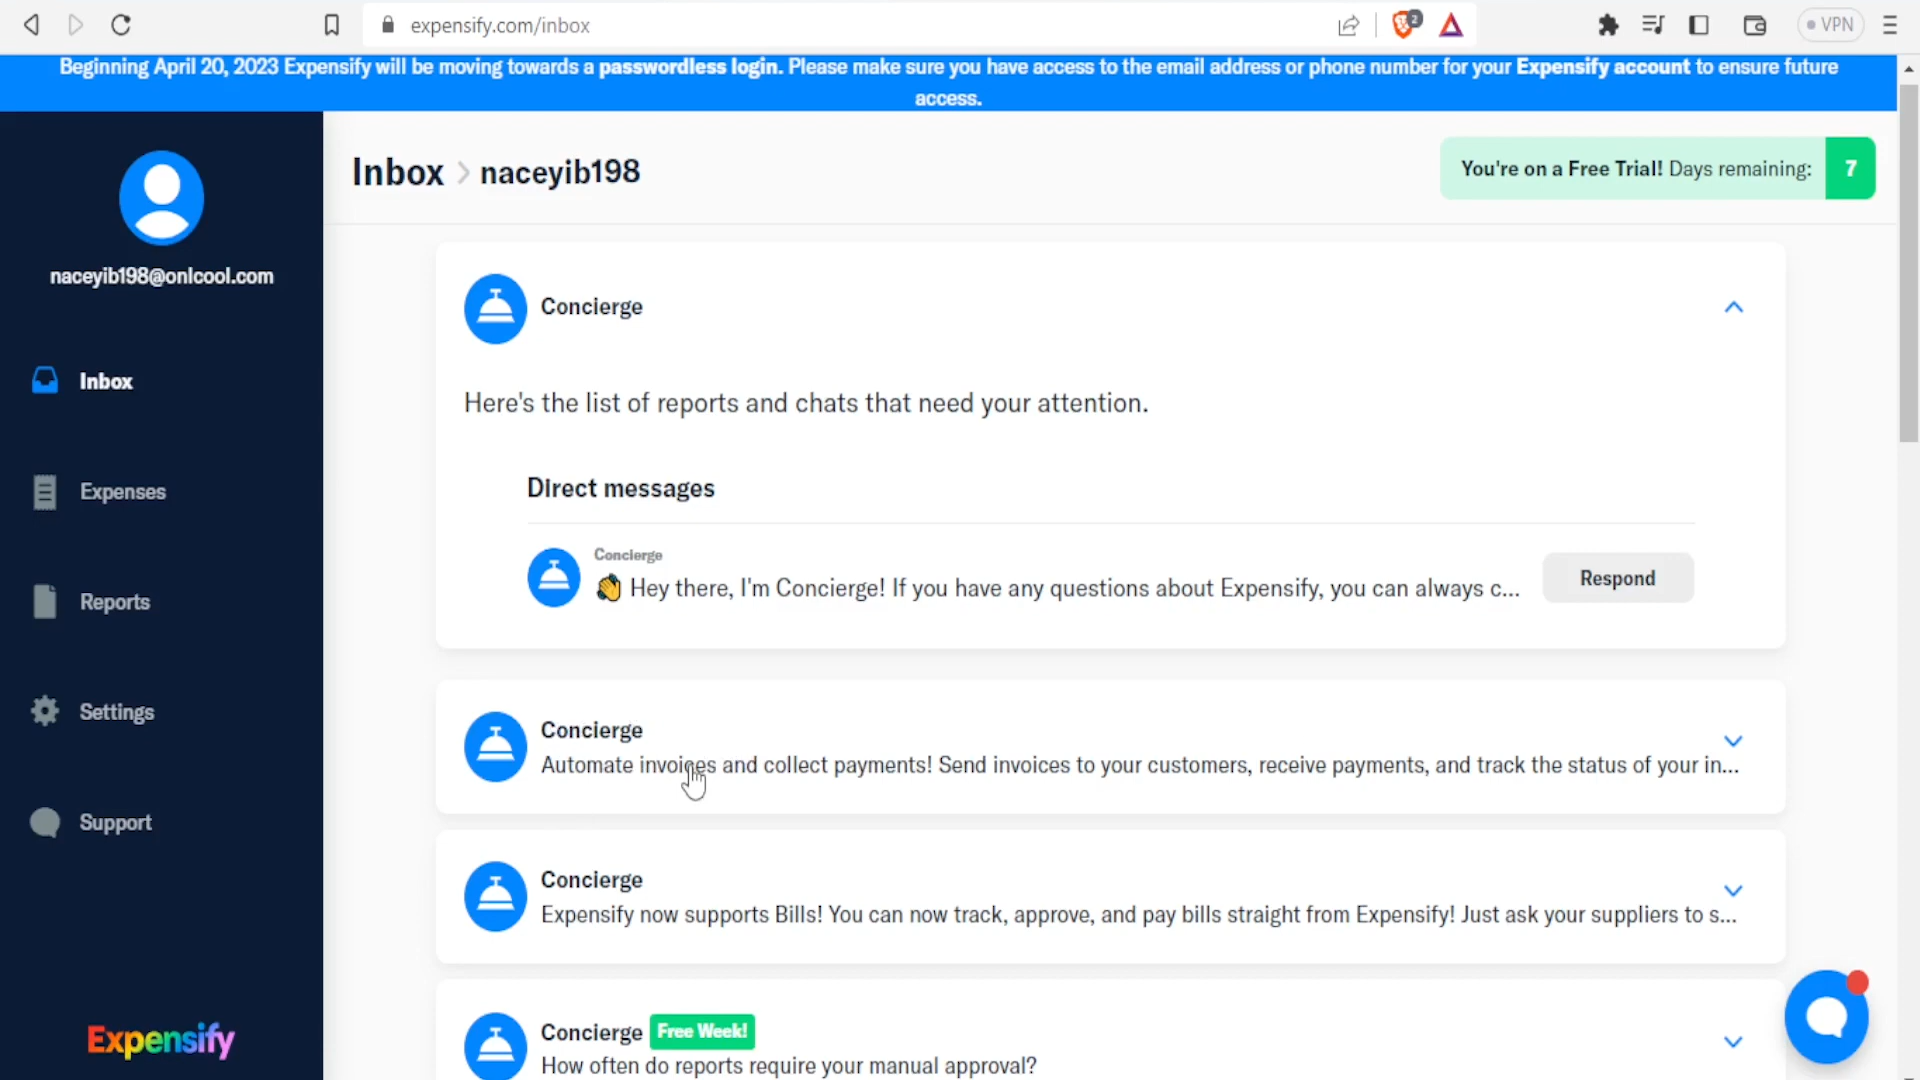 expensify.com/inbox
2
VPN
Beginning April 20, 2023 Expensify will be moving towards a passwordless login. Please make sure you have access to the email address or phone number for your Expensify account to ensure future
access.
naceyib198@onlcool.com
Inbox
Expenses
Reports
Settings
Support
Expensify
Inbox > naceyib198
You're on a Free Trial! Days remaining: 7
Concierge
Here's the list of reports and chats that need your attention.
Direct messages
Concierge
👋 Hey there, I'm Concierge! If you have any questions about Expensify, you can always c...
Respond
Concierge
Automate invoices and collect payments! Send invoices to your customers, receive payments, and track the status of your in...
Concierge
Expensify now supports Bills! You can now track, approve, and pay bills straight from Expensify! Just ask your suppliers to s...
Concierge Free Week!
How often do reports require your manual approval?